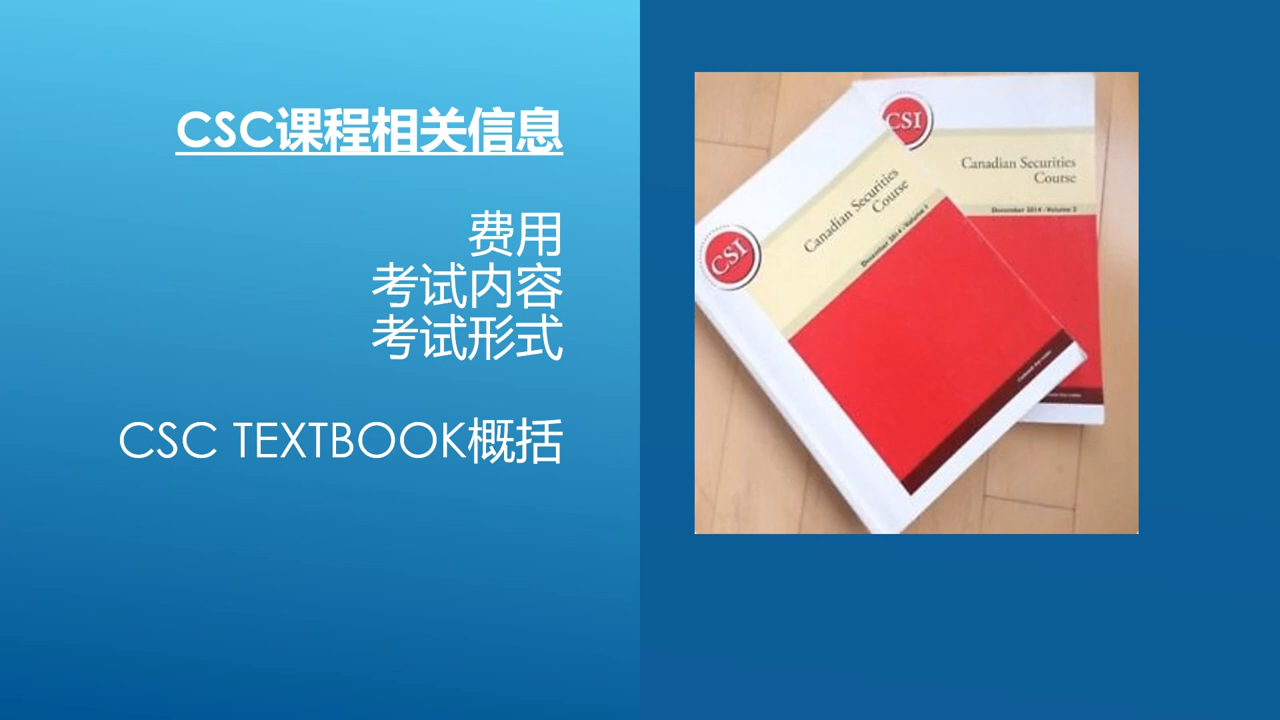 CSC课程相关信息
费用
考试内容
考试形式
CSC TEXTBOOK概括
CSI
Canadian Securities
Course
December 2014 - Volume 2
CSI
Canadian Securities
Course
December 2014 - Volume 1